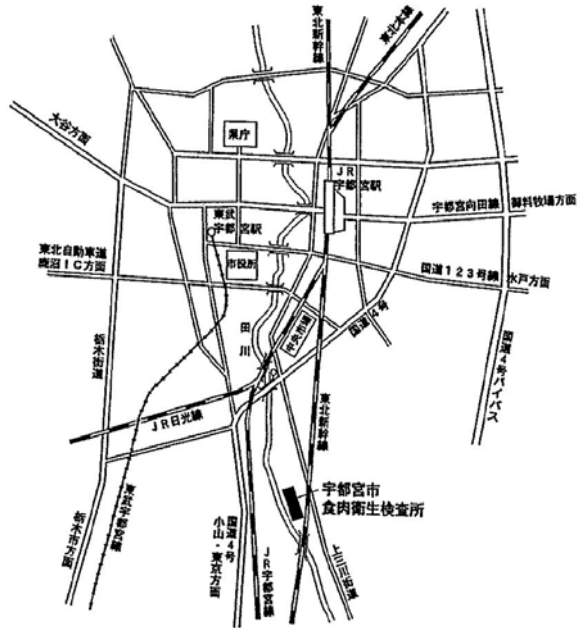 東北新幹線
東北本線
大谷方面
県庁
JR
宇都宮駅
東武
宇都宮駅
宇都宮向田線
御料牧場方面
東北自動車道
鹿沼IC方面
市役所
国道123号線
水戸方面
田川
中央市場
国道4号
国道4号バイパス
栃木街道
JR日光線
東北新幹線
宇都宮市
食肉衛生検査所
栃木市方面
東武宇都宮線
国道4号
小山・東京方面
JR宇都宮線
上三川街道